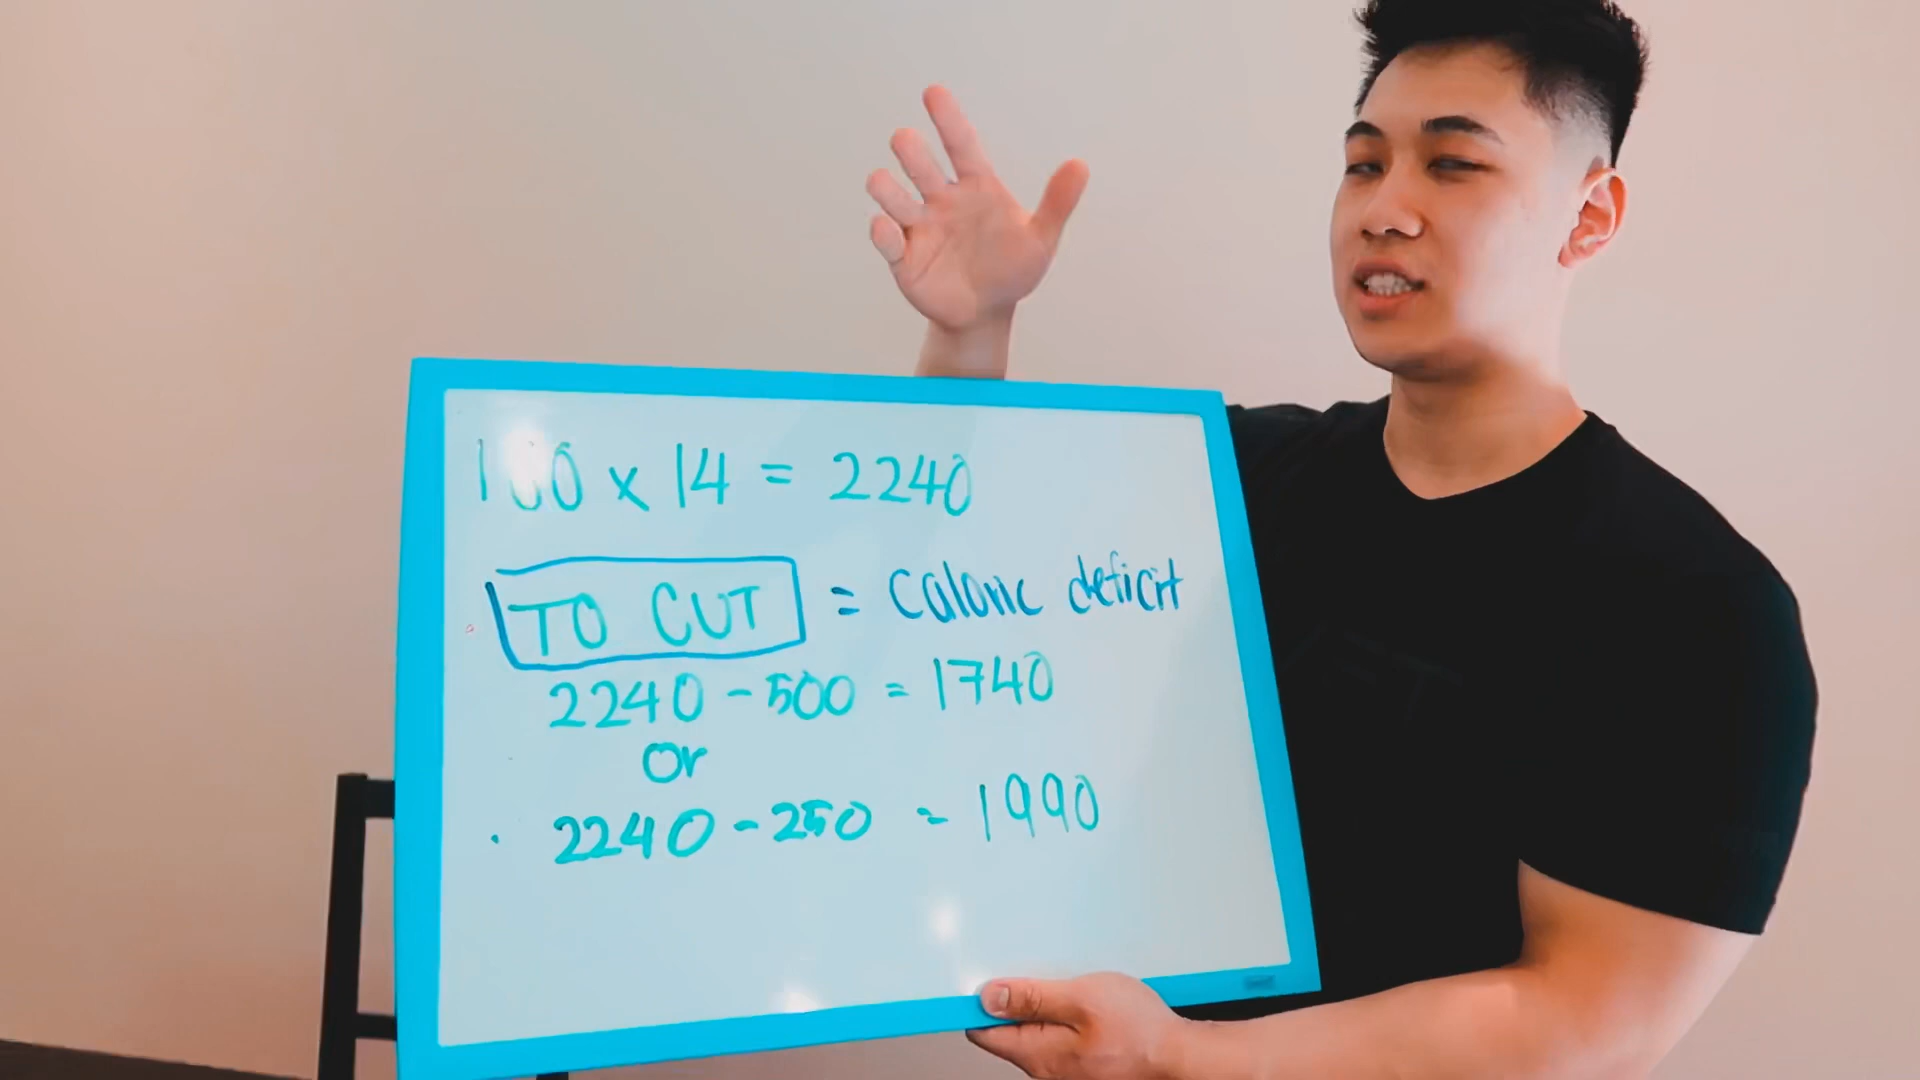 160 x 14 = 2240
TO CUT = Caloric deficit
2240 - 500 = 1740
Or
2240 - 250 = 1990